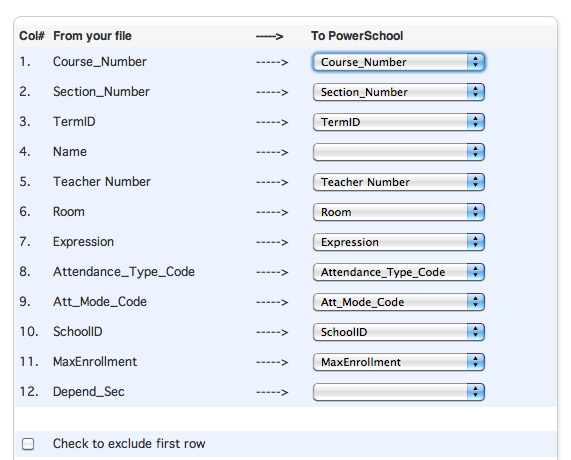 Col# From your file ----> To PowerSchool
1. Course_Number -----> Course_Number
2. Section_Number -----> Section_Number
3. TermID -----> TermID
4. Name ----->
5. Teacher Number -----> Teacher Number
6. Room -----> Room
7. Expression -----> Expression
8. Attendance_Type_Code -----> Attendance_Type_Code
9. Att_Mode_Code -----> Att_Mode_Code
10. SchoolID -----> SchoolID
11. MaxEnrollment -----> MaxEnrollment
12. Depend_Sec ----->
Check to exclude first row